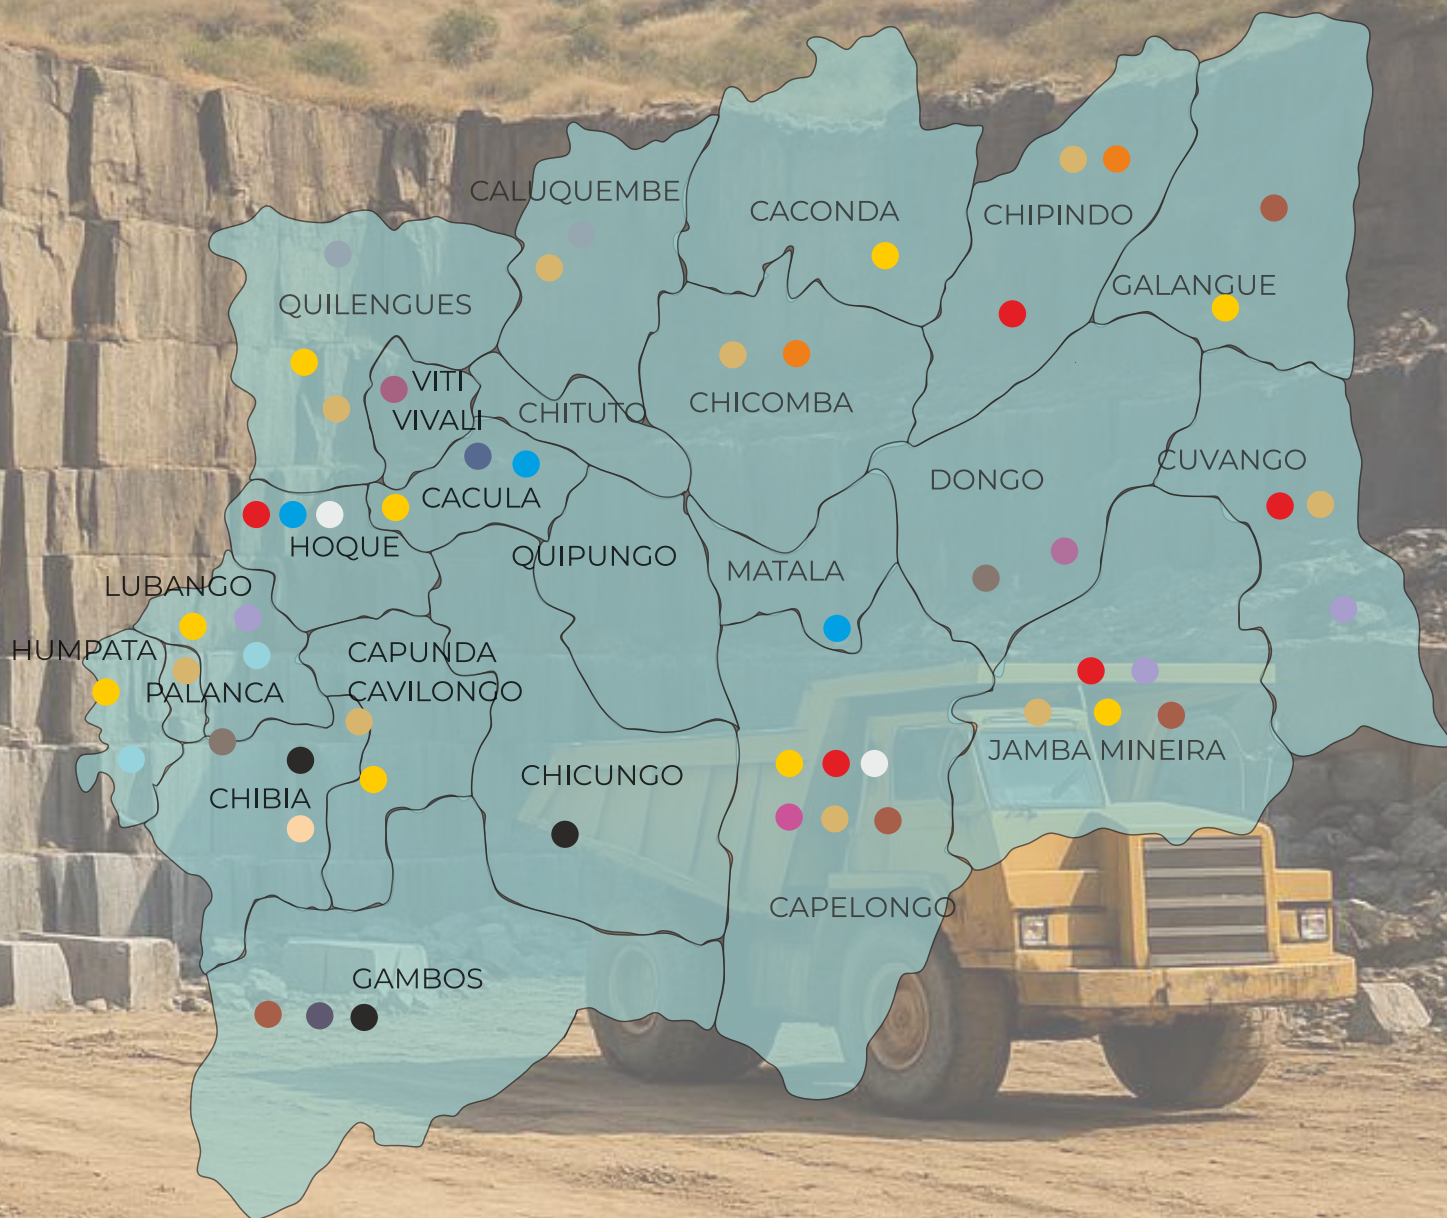 CALUQUEMBE
CACONDA
CHIPINDO
GALANGUE
QUILENGUES
VITI
VIVALI
CHITUTO
CHICOMBA
CUVANGO
DONGO
CACULA
HOQUE
QUIPUNGO
MATALA
LUBANGO
HUMPATA
PALANCA
CAPUNDA
CAVILONGO
JAMBA MINEIRA
CHIBIA
CHICUNGO
CAPELONGO
GAMBOS